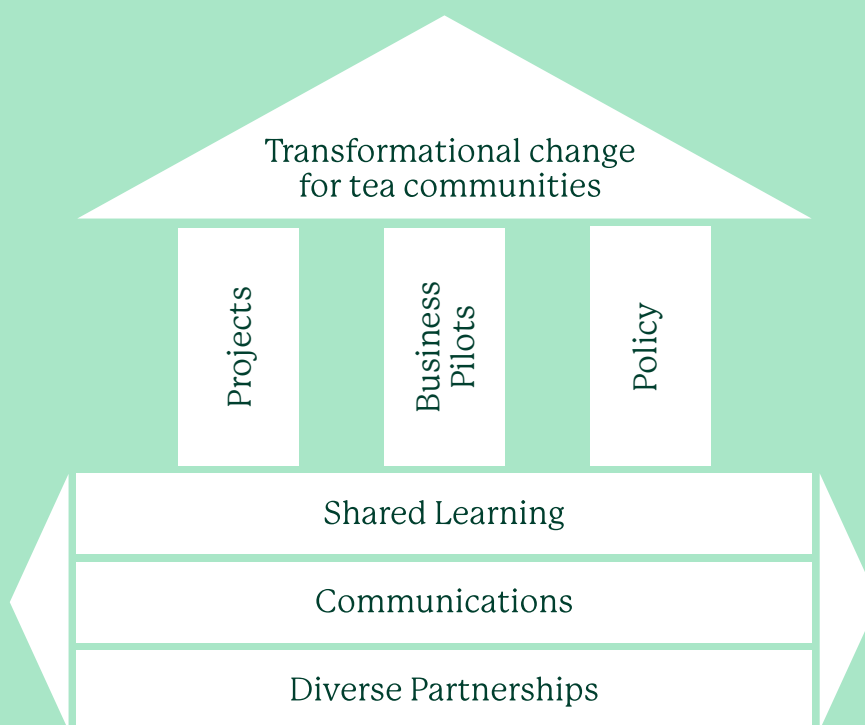 Transformational change
for tea communities
Projects
Business
Pilots
Policy
Shared Learning
Communications
Diverse Partnerships